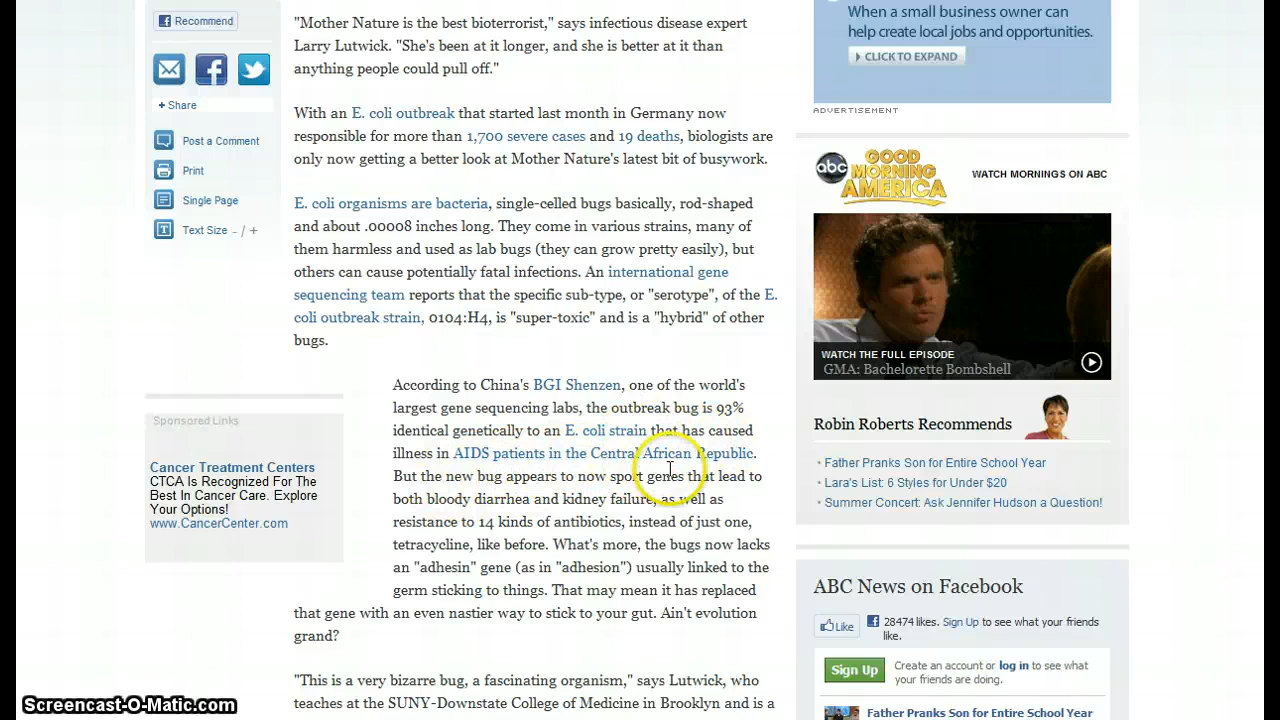 Recommend
+ Share
Post a Comment
Print
Single Page
Text Size - / +
"Mother Nature is the best bioterrorist," says infectious disease expert
Larry Lutwick. "She's been at it longer, and she is better at it than
anything people could pull off."
With an E. coli outbreak that started last month in Germany now
responsible for more than 1,700 severe cases and 19 deaths, biologists are
only now getting a better look at Mother Nature's latest bit of busywork.
E. coli organisms are bacteria, single-celled bugs basically, rod-shaped
and about .00008 inches long. They come in various strains, many of
them harmless and used as lab bugs (they can grow pretty easily), but
others can cause potentially fatal infections. An international gene
sequencing team reports that the specific sub-type, or "serotype", of the E.
coli outbreak strain, 0104:H4, is "super-toxic" and is a "hybrid" of other
bugs.
Sponsored Links
Cancer Treatment Centers
CTCA Is Recognized For The
Best In Cancer Care. Explore
Your Options!
www.CancerCenter.com
According to China's BGI Shenzen, one of the world's
largest gene sequencing labs, the outbreak bug is 93%
identical genetically to an E. coli strain that has caused
illness in AIDS patients in the Central African Republic.
But the new bug appears to now sport genes that lead to
both bloody diarrhea and kidney failure, as well as
resistance to 14 kinds of antibiotics, instead of just one,
tetracycline, like before. What's more, the bugs now lacks
an "adhesin" gene (as in "adhesion") usually linked to the
germ sticking to things. That may mean it has replaced
that gene with an even nastier way to stick to your gut. Ain't evolution
grand?
"This is a very bizarre bug, a fascinating organism," says Lutwick, who
teaches at the SUNY-Downstate College of Medicine in Brooklyn and is a
When a small business owner can
help create local jobs and opportunities.
CLICK TO EXPAND
ADVERTISEMENT
abc
GOOD
MORNING
AMERICA
WATCH MORNINGS ON ABC
WATCH THE FULL EPISODE
GMA: Bachelorette Bombshell
Robin Roberts Recommends
Father Pranks Son for Entire School Year
Lara's List: 6 Styles for Under $20
Summer Concert: Ask Jennifer Hudson a Question!
ABC News on Facebook
Like
28474 likes. Sign Up to see what your friends
like.
Sign Up
Create an account or log in to see what
your friends are doing.
Father Pranks Son for Entire School Year
Screencast-O-Matic.com